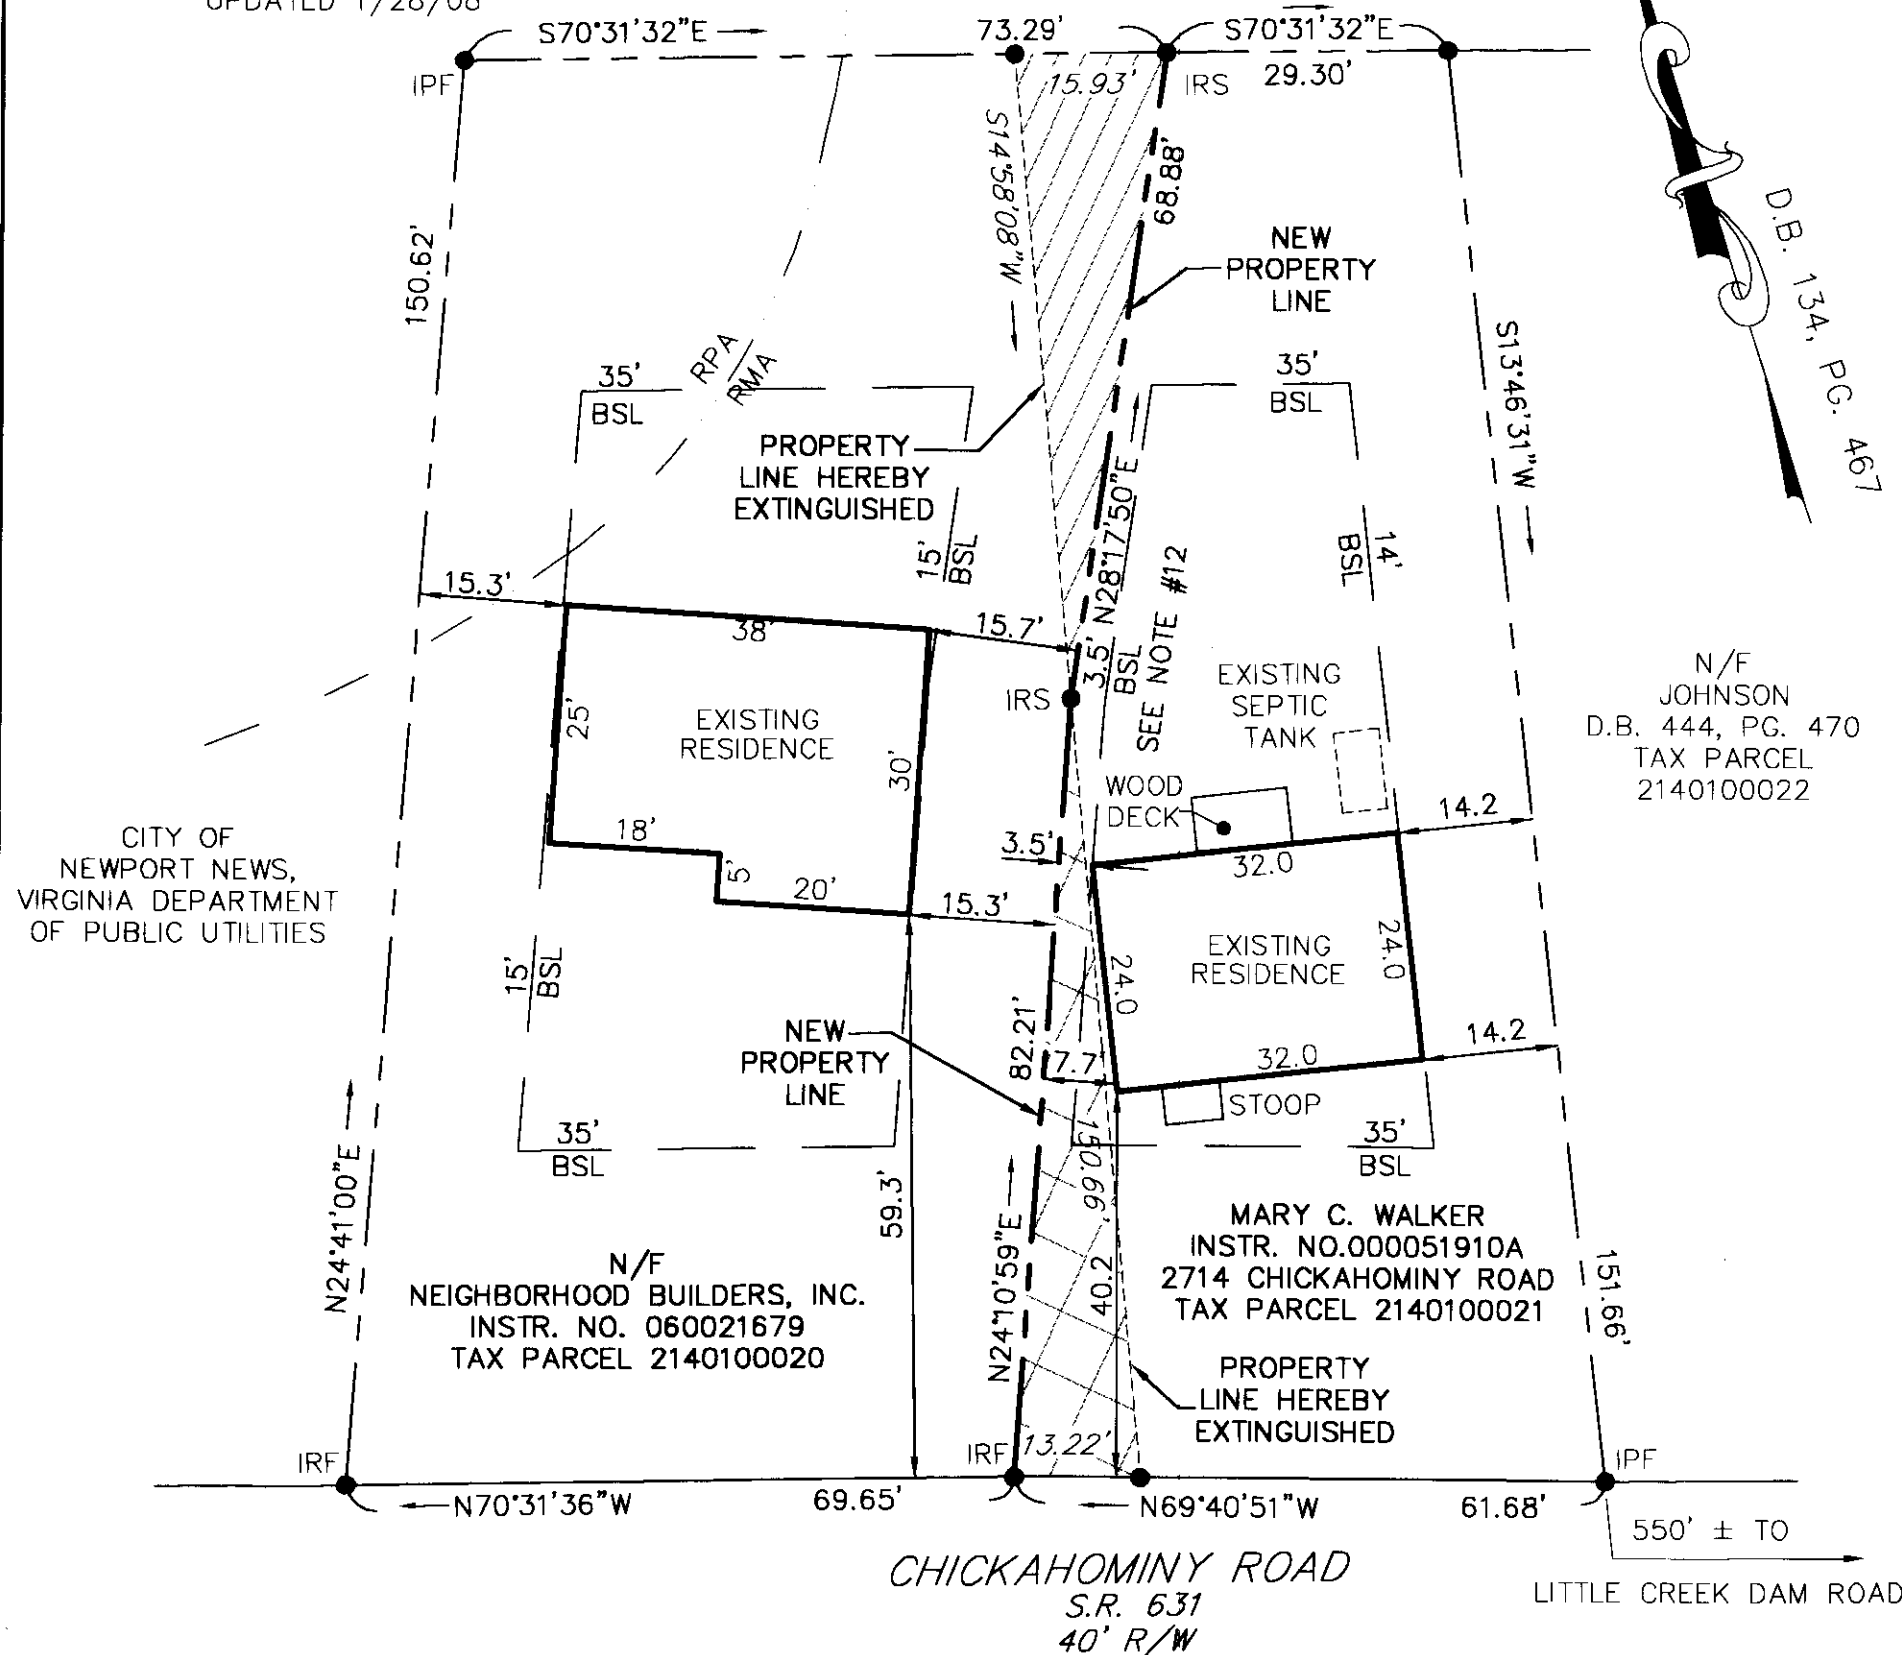 UPDATED 1/28/08
S70°31'32"E
73.29'
S70°31'32"E
IPF
15.93'
IRS
29.30'
S14°58'08"W
68.88'
150.62'
NEW
PROPERTY
LINE
D.B. 134, PG. 467
S13°46'31"W
RPA
RMA
35'
BSL
35'
BSL
PROPERTY
LINE HEREBY
EXTINGUISHED
15'
BSL
N28°17'50"E
14'
BSL
15.3'
38'
15.7'
3.5'
BSL
SEE NOTE #12
IRS
25'
EXISTING
RESIDENCE
30'
EXISTING
SEPTIC
TANK
N/F
JOHNSON
D.B. 444, PG. 470
TAX PARCEL
2140100022
WOOD
DECK
14.2
18'
5'
20'
3.5'
32.0
CITY OF
NEWPORT NEWS,
VIRGINIA DEPARTMENT
OF PUBLIC UTILITIES
15.3'
EXISTING
RESIDENCE
24.0
24.0
15'
BSL
NEW
PROPERTY
LINE
82.21'
7.7'
32.0
14.2
STOOP
35'
BSL
150.66'
35'
BSL
59.3'
N24°41'00"E
N24°10'59"E
40.2
MARY C. WALKER
INSTR. NO.000051910A
2714 CHICKAHOMINY ROAD
TAX PARCEL 2140100021
151.66'
N/F
NEIGHBORHOOD BUILDERS, INC.
INSTR. NO. 060021679
TAX PARCEL 2140100020
PROPERTY
LINE HEREBY
EXTINGUISHED
IRF
IRF
13.22'
IPF
N70°31'36"W
69.65'
N69°40'51"W
61.68'
550' ± TO
LITTLE CREEK DAM ROAD
CHICKAHOMINY ROAD
S.R. 631
40' R/W